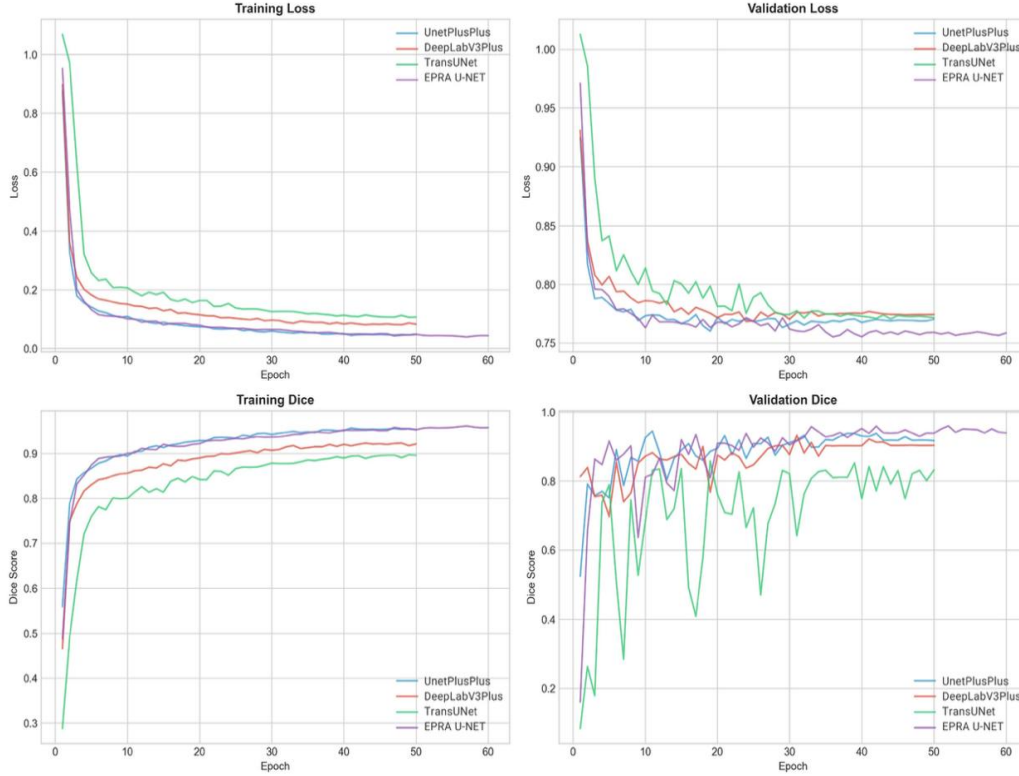 Training Loss
Loss
1.0
0.8
0.6
0.4
0.2
0.0
UnetPlusPlus
DeepLabV3Plus
TransUNet
EPRA U-NET
0 10 20 30 40 50 60
Epoch
Validation Loss
Loss
1.00
0.95
0.90
0.85
0.80
0.75
UnetPlusPlus
DeepLabV3Plus
TransUNet
EPRA U-NET
0 10 20 30 40 50 60
Epoch
Training Dice
Dice Score
0.9
0.8
0.7
0.6
0.5
0.4
0.3
UnetPlusPlus
DeepLabV3Plus
TransUNet
EPRA U-NET
0 10 20 30 40 50 60
Epoch
Validation Dice
Dice Score
1.0
0.8
0.6
0.4
0.2
UnetPlusPlus
DeepLabV3Plus
TransUNet
EPRA U-NET
0 10 20 30 40 50 60
Epoch